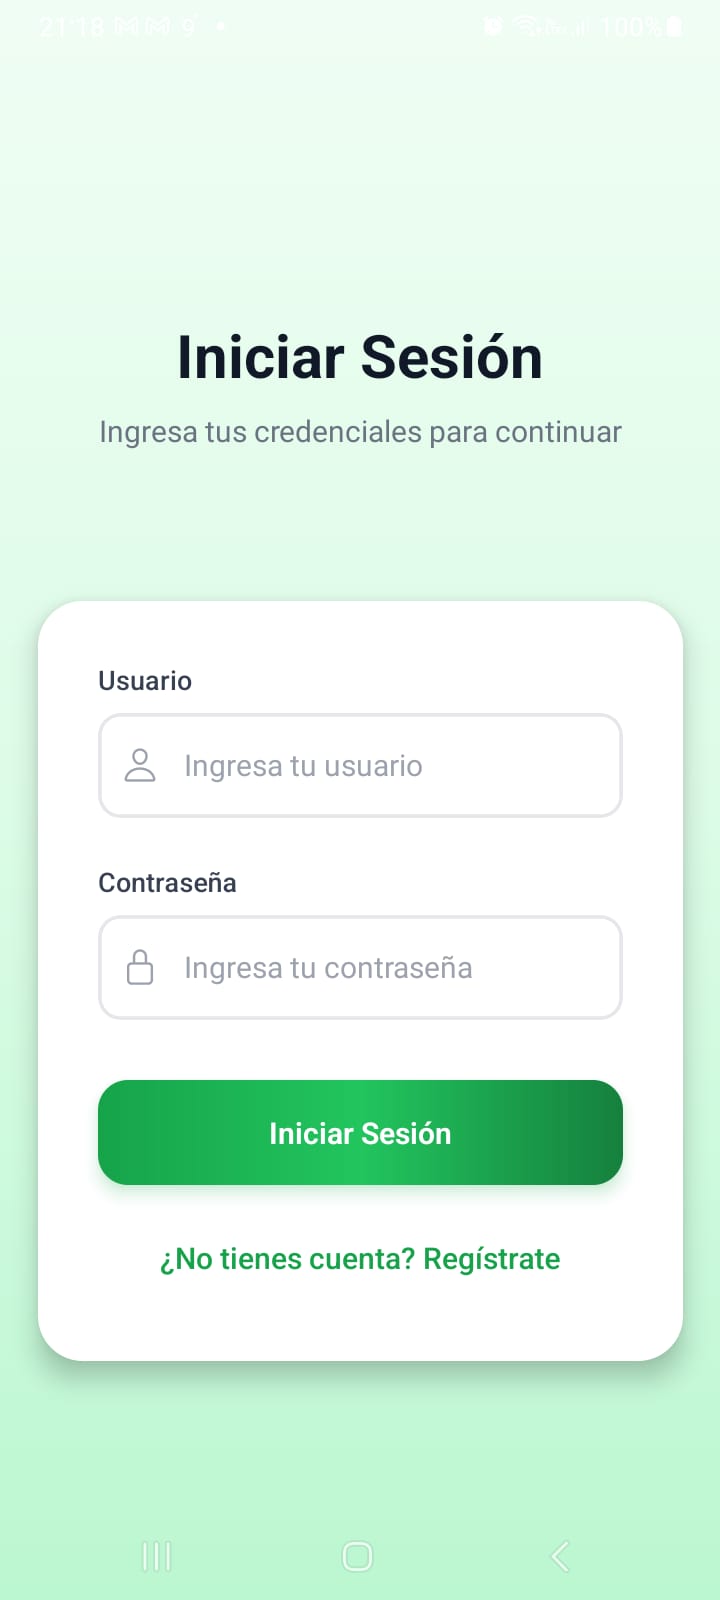 21:18 100%
Iniciar Sesión
Ingresa tus credenciales para continuar
Usuario
Ingresa tu usuario
Contraseña
Ingresa tu contraseña
Iniciar Sesión
¿No tienes cuenta? Regístrate